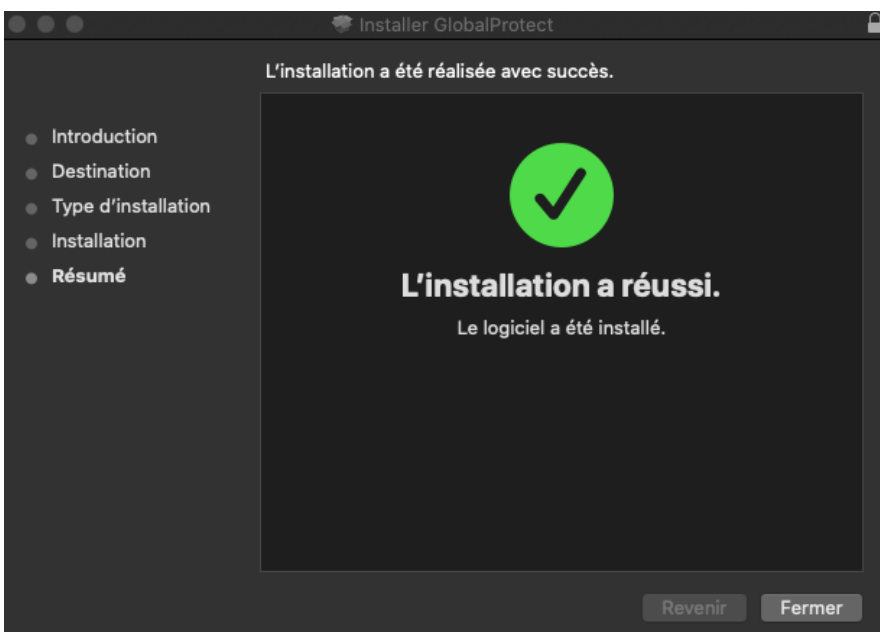 Installer GlobalProtect
L’installation a été réalisée avec succès.
Introduction
Destination
Type d’installation
Installation
Résumé
L’installation a réussi.
Le logiciel a été installé.
Revenir
Fermer